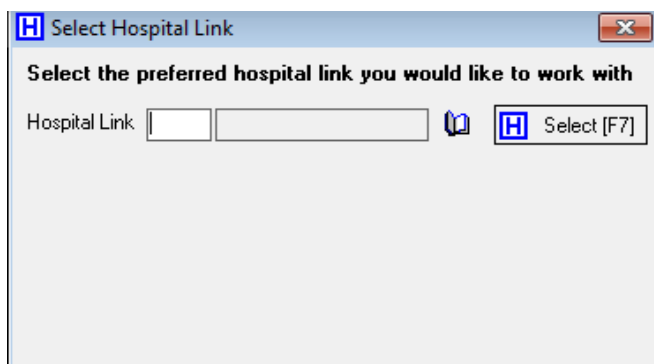 H Select Hospital Link
Select the preferred hospital link you would like to work with
Hospital Link H Select [F7]